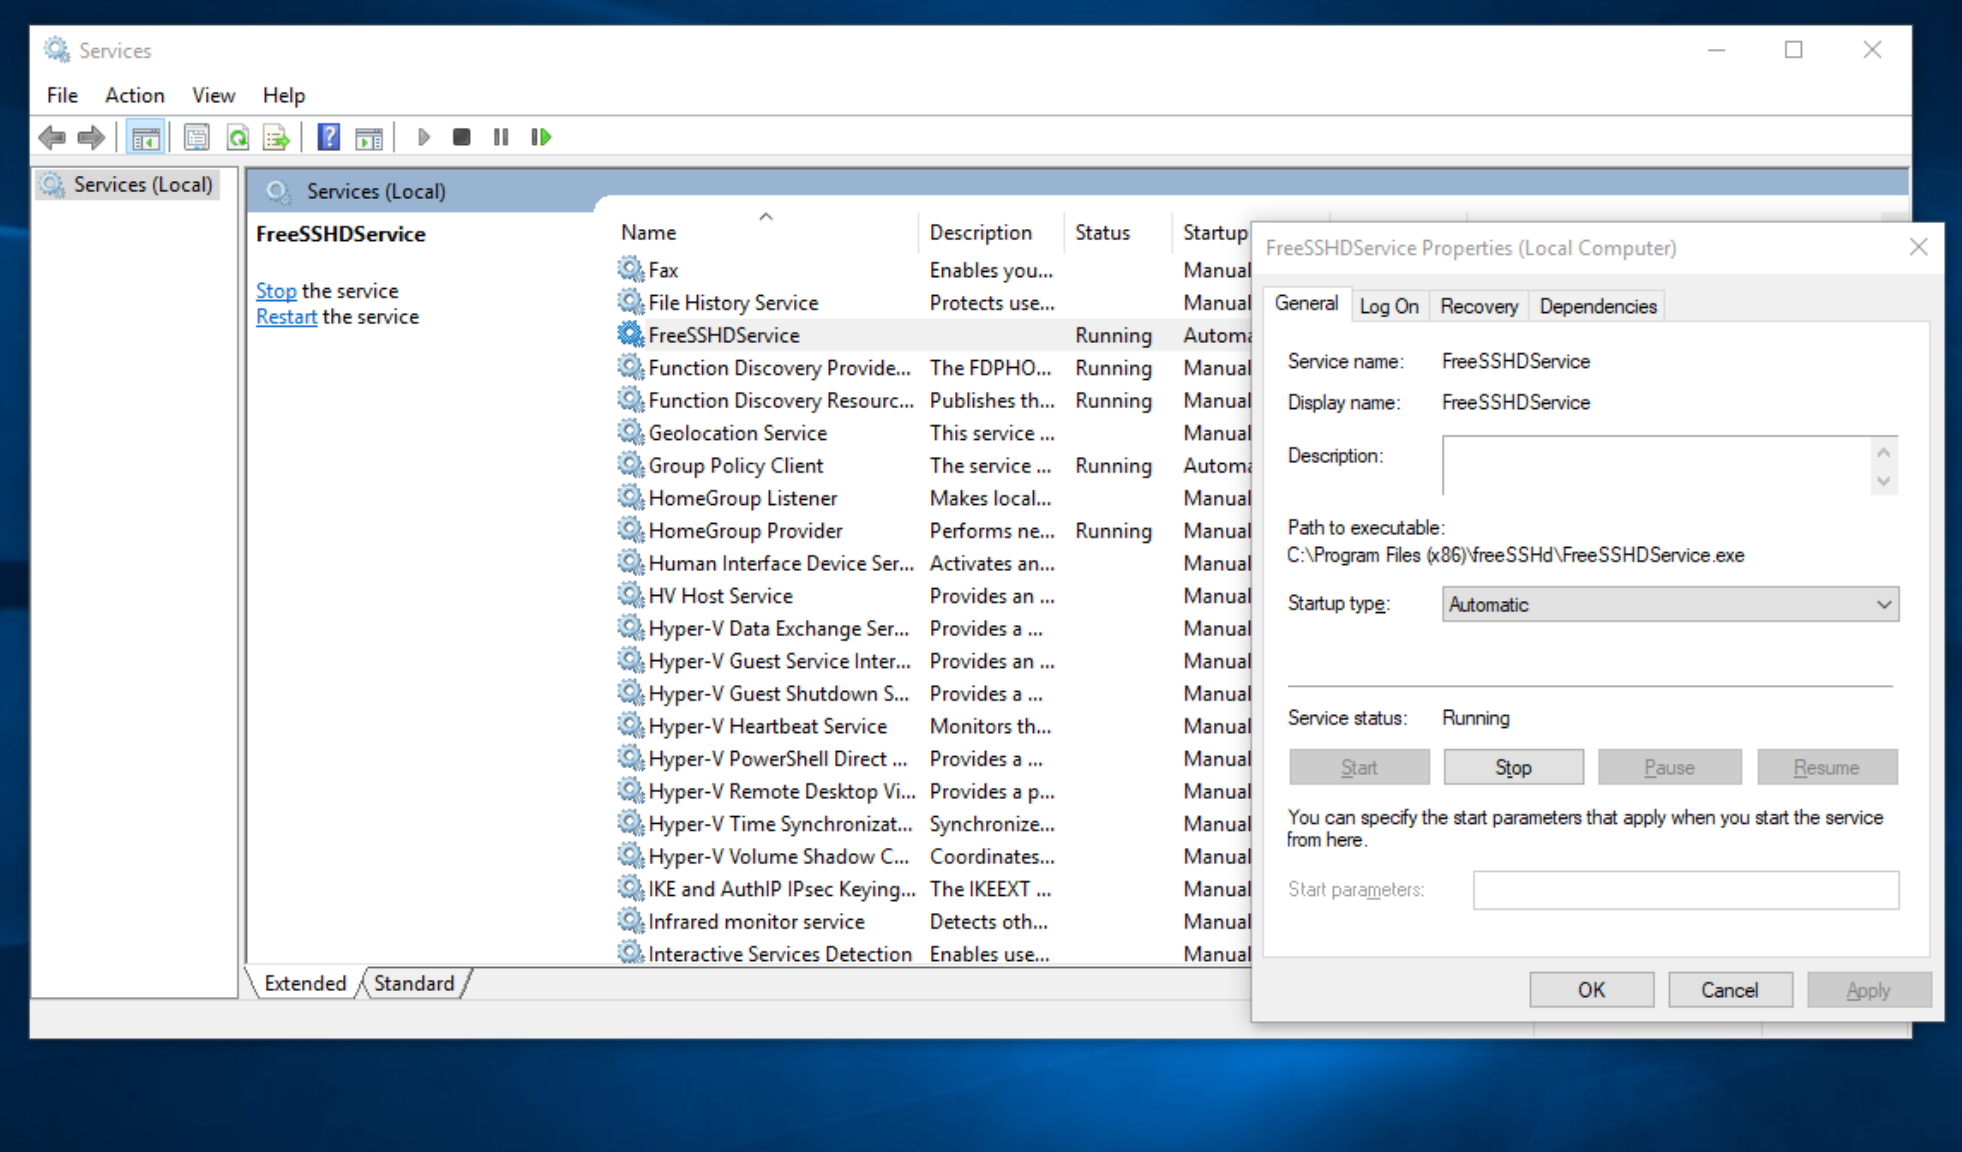 Services
File Action View Help
Services (Local)
Services (Local)
FreeSSHDService
Stop the service
Restart the service
Name Description Status Startup
Fax Enables you... Manual
File History Service Protects use... Manual
FreeSSHDService Running Automa
Function Discovery Provide... The FDPHO... Running Manual
Function Discovery Resourc... Publishes th... Running Manual
Geolocation Service This service ... Manual
Group Policy Client The service ... Running Automa
HomeGroup Listener Makes local... Manual
HomeGroup Provider Performs ne... Running Manual
Human Interface Device Ser... Activates an... Manual
HV Host Service Provides an ... Manual
Hyper-V Data Exchange Ser... Provides a ... Manual
Hyper-V Guest Service Inter... Provides an ... Manual
Hyper-V Guest Shutdown S... Provides a ... Manual
Hyper-V Heartbeat Service Monitors th... Manual
Hyper-V PowerShell Direct ... Provides a ... Manual
Hyper-V Remote Desktop Vi... Provides a p... Manual
Hyper-V Time Synchronizat... Synchronize... Manual
Hyper-V Volume Shadow C... Coordinates... Manual
IKE and AuthIP IPsec Keying... The IKEEXT ... Manual
Infrared monitor service Detects oth... Manual
Interactive Services Detection Enables use... Manual
Extended Standard
FreeSSHDService Properties (Local Computer)
General Log On Recovery Dependencies
Service name: FreeSSHDService
Display name: FreeSSHDService
Description:
Path to executable:
C:\Program Files (x86)\freeSSHd\FreeSSHDService.exe
Startup type: Automatic
Service status: Running
Start Stop Pause Resume
You can specify the start parameters that apply when you start the service
from here.
Start parameters:
OK Cancel Apply